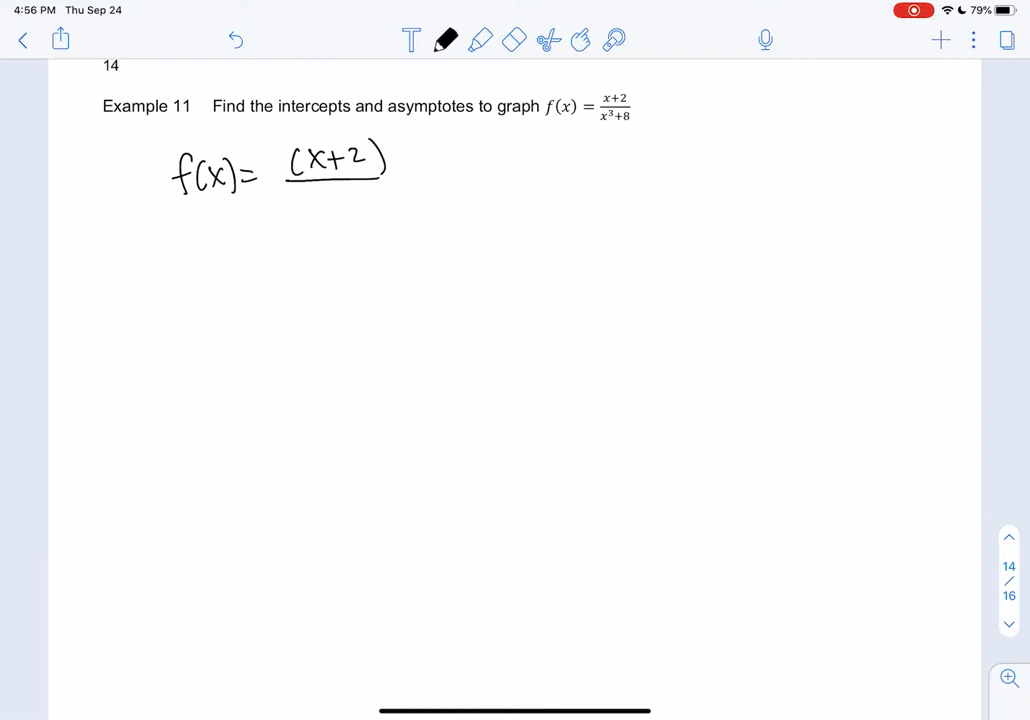 4:56 PM Thu Sep 24
79%
T
14
Example 11 Find the intercepts and asymptotes to graph f(x) = (x+2)/(x³+8)
f(x)= (x+2)
14
/
16